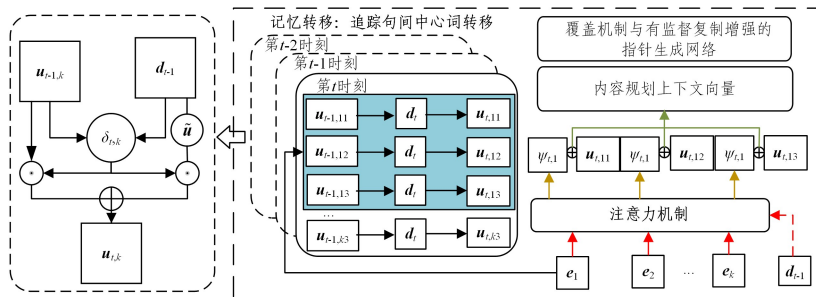 u_{t-1,k}
d_{t-1}
ũ
δ_{t,k}
u_{t,k}
记忆转移：追踪句间中心词转移
第t-2时刻
第t-1时刻
第t时刻
u_{t-1,11} d_t u_{t,11}
u_{t-1,12} d_t u_{t,12}
u_{t-1,13} d_t u_{t,13}
...
u_{t-1,k3} d_t u_{t,k3}
覆盖机制与有监督复制增强的
指针生成网络
内容规划上下文向量
ψ_{t,1} ⊕ u_{t,11} ψ_{t,1} ⊕ u_{t,12} ψ_{t,1} ⊕ u_{t,13}
注意力机制
e_1 e_2 ... e_k d_{t-1}